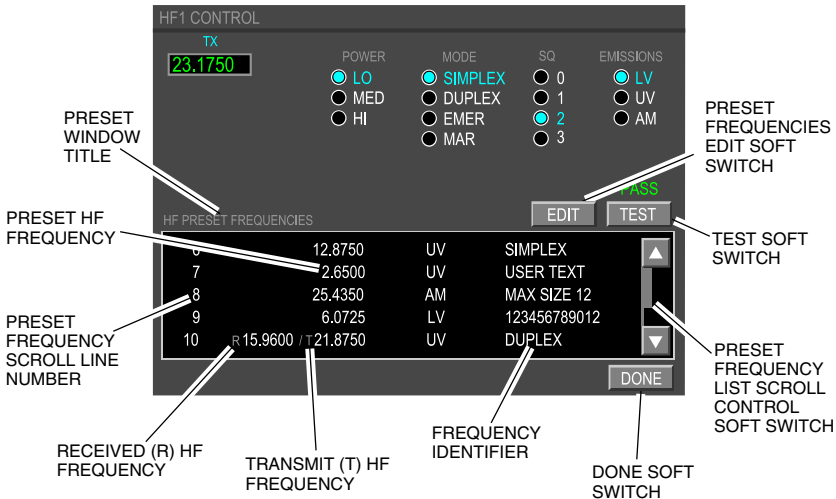 HF1 CONTROL
TX
23.1750
POWER
LO
MED
HI
MODE
SIMPLEX
DUPLEX
EMER
MAR
SQ
0
1
2
3
EMISSIONS
LV
UV
AM
PRESET
FREQUENCIES
EDIT SOFT
SWITCH
PRESET
WINDOW
TITLE
PASS
HF PRESET FREQUENCIES
EDIT
TEST
PRESET HF
FREQUENCY
TEST SOFT
SWITCH
6 12.8750 UV SIMPLEX
7 2.6500 UV USER TEXT
8 25.4350 AM MAX SIZE 12
9 6.0725 LV 123456789012
10 R 15.9600 / T 21.8750 UV DUPLEX
PRESET
FREQUENCY
SCROLL LINE
NUMBER
PRESET
FREQUENCY
LIST SCROLL
CONTROL
SOFT SWITCH
DONE
RECEIVED (R) HF
FREQUENCY
TRANSMIT (T) HF
FREQUENCY
FREQUENCY
IDENTIFIER
DONE SOFT
SWITCH